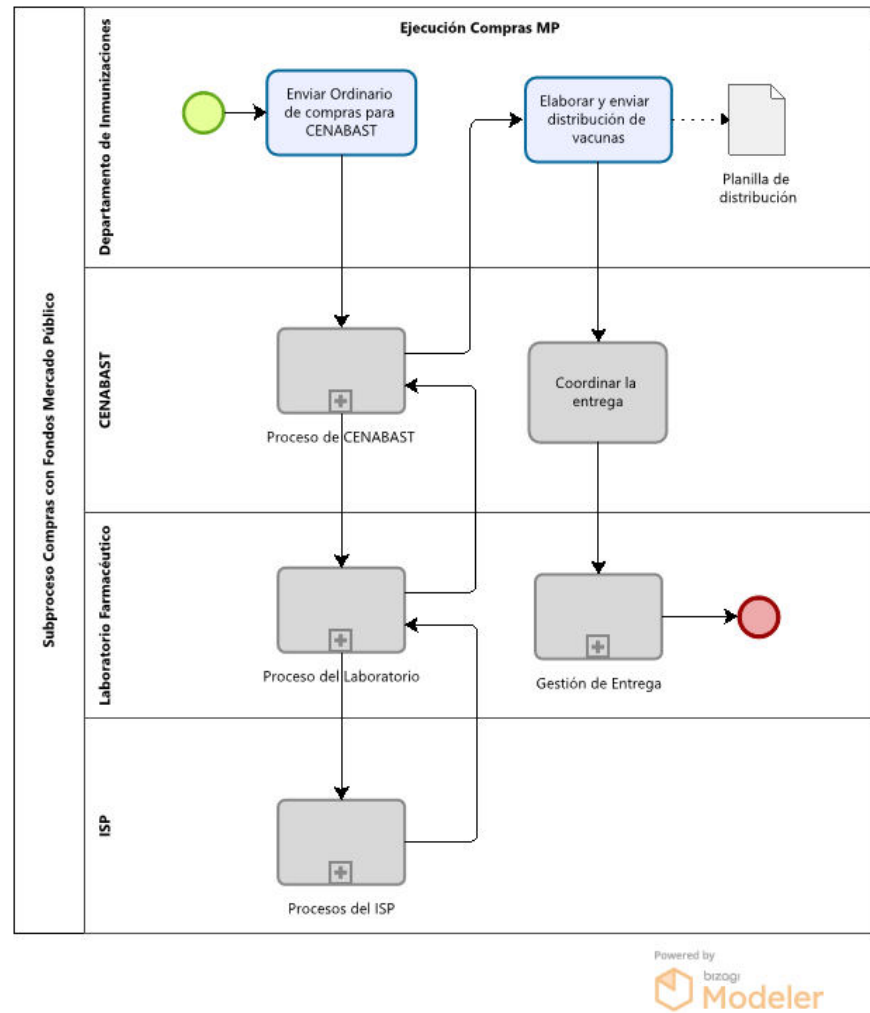 Ejecución Compras MP
Subproceso Compras con Fondos Mercado Público
Departamento de Inmunizaciones
Enviar Ordinario
de compras para
CENABAST
Elaborar y enviar
distribución de
vacunas
Planilla de
distribución
CENABAST
Proceso de CENABAST
Coordinar la
entrega
Laboratorio Farmacéutico
Proceso del Laboratorio
Gestión de Entrega
ISP
Procesos del ISP
Powered by
bizagi
Modeler